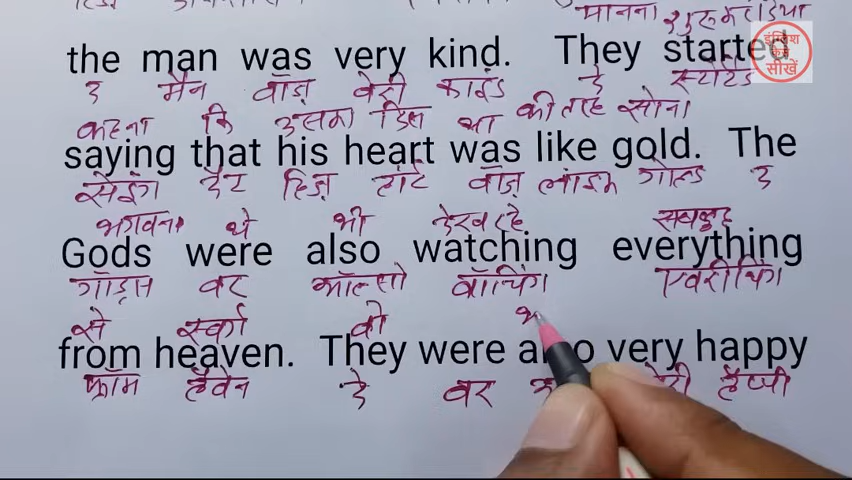 मानना शुरू कर दिया
the man was very kind. They started
द मैन वॉज़ वेरी काइंड दे स्टार्टेड
इंग्लिश कैसे सीखें
कहना कि उसका दिल था की तरह सोना
saying that his heart was like gold. The
सेइंग दैट हिज़ हार्ट वॉज़ लाइक गोल्ड द
भगवान थे भी देख रहे सबकुछ
Gods were also watching everything
गॉड्स वर ऑल्सो वॉचिंग एवरीथिंग
से स्वर्ग वो
from heaven. They were also very happy
फ्रॉम हैवेन दे वर वेरी हैप्पी